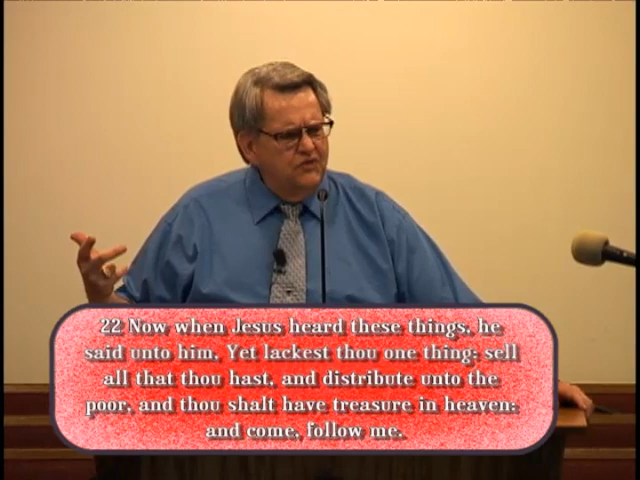 22 Now when Jesus heard these things, he
said unto him, Yet lackest thou one thing: sell
all that thou hast, and distribute unto the
poor, and thou shalt have treasure in heaven:
and come, follow me.